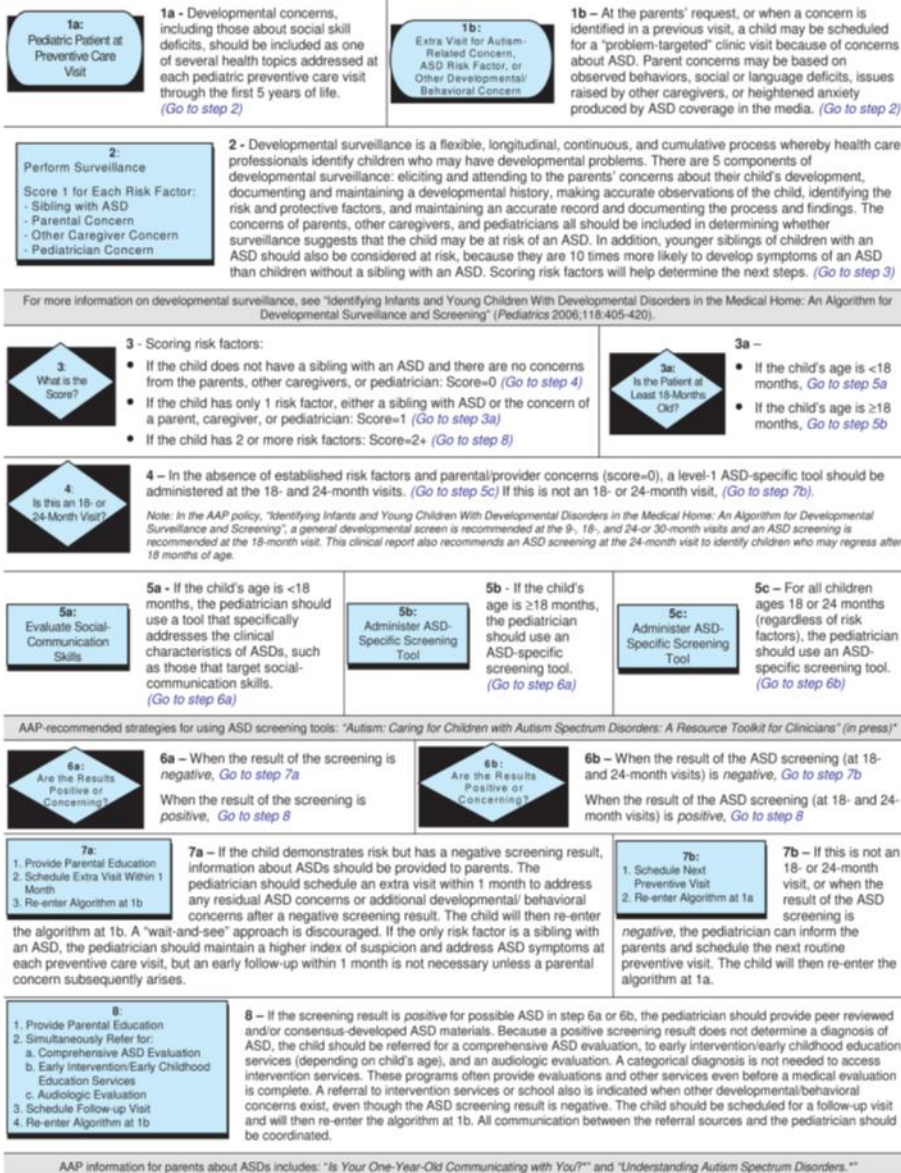 1a:
Pediatric Patient at
Preventive Care
Visit
1a - Developmental concerns,
including those about social skill
deficits, should be included as one
of several health topics addressed at
each pediatric preventive care visit
through the first 5 years of life.
(Go to step 2)
1b:
Extra Visit for Autism-
Related Concern,
ASD Risk Factor, or
Other Developmental/
Behavioral Concern
1b – At the parents' request, or when a concern is
identified in a previous visit, a child may be scheduled
for a "problem-targeted" clinic visit because of concerns
about ASD. Parent concerns may be based on
observed behaviors, social or language deficits, issues
raised by other caregivers, or heightened anxiety
produced by ASD coverage in the media. (Go to step 2)
2:
Perform Surveillance
Score 1 for Each Risk Factor:
- Sibling with ASD
- Parental Concern
- Other Caregiver Concern
- Pediatrician Concern
2 - Developmental surveillance is a flexible, longitudinal, continuous, and cumulative process whereby health care
professionals identify children who may have developmental problems. There are 5 components of
developmental surveillance: eliciting and attending to the parents' concerns about their child's development,
documenting and maintaining a developmental history, making accurate observations of the child, identifying the
risk and protective factors, and maintaining an accurate record and documenting the process and findings. The
concerns of parents, other caregivers, and pediatricians all should be included in determining whether
surveillance suggests that the child may be at risk of an ASD. In addition, younger siblings of children with an
ASD should also be considered at risk, because they are 10 times more likely to develop symptoms of an ASD
than children without a sibling with an ASD. Scoring risk factors will help determine the next steps. (Go to step 3)
For more information on developmental surveillance, see "Identifying Infants and Young Children With Developmental Disorders in the Medical Home: An Algorithm for
Developmental Surveillance and Screening" (Pediatrics 2006;118:405-420).
3:
What is the
Score?
3 - Scoring risk factors:
• If the child does not have a sibling with an ASD and there are no concerns
from the parents, other caregivers, or pediatrician: Score=0 (Go to step 4)
• If the child has only 1 risk factor, either a sibling with ASD or the concern of
a parent, caregiver, or pediatrician: Score=1 (Go to step 3a)
• If the child has 2 or more risk factors: Score=2+ (Go to step 8)
3a:
Is the Patient at
Least 18-Months
Old?
3a –
• If the child's age is <18
months, Go to step 5a
• If the child's age is ≥18
months, Go to step 5b
4:
Is this an 18- or
24-Month Visit?
4 – In the absence of established risk factors and parental/provider concerns (score=0), a level-1 ASD-specific tool should be
administered at the 18- and 24-month visits. (Go to step 5c) If this is not an 18- or 24-month visit, (Go to step 7b).
Note: In the AAP policy, "Identifying Infants and Young Children With Developmental Disorders in the Medical Home: An Algorithm for Developmental
Surveillance and Screening", a general developmental screen is recommended at the 9-, 18-, and 24-or 30-month visits and an ASD screening is
recommended at the 18-month visit. This clinical report also recommends an ASD screening at the 24-month visit to identify children who may regress after
18 months of age.
5a:
Evaluate Social-
Communication
Skills
5a - If the child's age is <18
months, the pediatrician should
use a tool that specifically
addresses the clinical
characteristics of ASDs, such
as those that target social-
communication skills.
(Go to step 6a)
5b:
Administer ASD-
Specific Screening
Tool
5b - If the child's
age is ≥18 months,
the pediatrician
should use an
ASD-specific
screening tool.
(Go to step 6a)
5c:
Administer ASD-
Specific Screening
Tool
5c – For all children
ages 18 or 24 months
(regardless of risk
factors), the pediatrician
should use an ASD-
specific screening tool.
(Go to step 6b)
AAP-recommended strategies for using ASD screening tools: "Autism: Caring for Children with Autism Spectrum Disorders: A Resource Toolkit for Clinicians" (in press)*
6a:
Are the Results
Positive or
Concerning?
6a – When the result of the screening is
negative, Go to step 7a
When the result of the screening is
positive, Go to step 8
6b:
Are the Results
Positive or
Concerning?
6b – When the result of the ASD screening (at 18-
and 24-month visits) is negative, Go to step 7b
When the result of the ASD screening (at 18- and 24-
month visits) is positive, Go to step 8
7a:
1. Provide Parental Education
2. Schedule Extra Visit Within 1
Month
3. Re-enter Algorithm at 1b
7a – If the child demonstrates risk but has a negative screening result,
information about ASDs should be provided to parents. The
pediatrician should schedule an extra visit within 1 month to address
any residual ASD concerns or additional developmental/ behavioral
concerns after a negative screening result. The child will then re-enter
the algorithm at 1b. A "wait-and-see" approach is discouraged. If the only risk factor is a sibling with
an ASD, the pediatrician should maintain a higher index of suspicion and address ASD symptoms at
each preventive care visit, but an early follow-up within 1 month is not necessary unless a parental
concern subsequently arises.
7b:
1. Schedule Next
Preventive Visit
2. Re-enter Algorithm at 1a
7b – If this is not an
18- or 24-month
visit, or when the
result of the ASD
screening is
negative, the pediatrician can inform the
parents and schedule the next routine
preventive visit. The child will then re-enter the
algorithm at 1a.
8:
1. Provide Parental Education
2. Simultaneously Refer for:
a. Comprehensive ASD Evaluation
b. Early Intervention/Early Childhood
Education Services
c. Audiologic Evaluation
3. Schedule Follow-up Visit
4. Re-enter Algorithm at 1b
8 – If the screening result is positive for possible ASD in step 6a or 6b, the pediatrician should provide peer reviewed
and/or consensus-developed ASD materials. Because a positive screening result does not determine a diagnosis of
ASD, the child should be referred for a comprehensive ASD evaluation, to early intervention/early childhood education
services (depending on child's age), and an audiologic evaluation. A categorical diagnosis is not needed to access
intervention services. These programs often provide evaluations and other services even before a medical evaluation
is complete. A referral to intervention services or school also is indicated when other developmental/behavioral
concerns exist, even though the ASD screening result is negative. The child should be scheduled for a follow-up visit
and will then re-enter the algorithm at 1b. All communication between the referral sources and the pediatrician should
be coordinated.
AAP information for parents about ASDs includes: "Is Your One-Year-Old Communicating with You?*" and "Understanding Autism Spectrum Disorders.*"